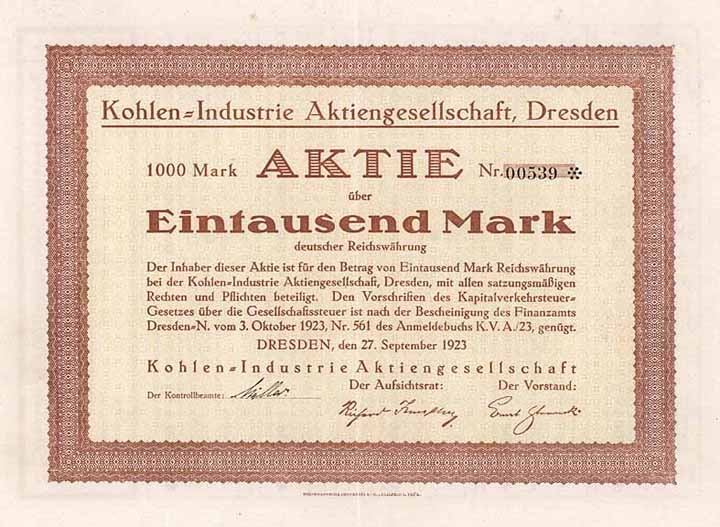 Kohlen=Industrie Aktiengesellschaft, Dresden
1000 Mark AKTIE Nr. 00539
über
Eintausend Mark
deutscher Reichswährung
Der Inhaber dieser Aktie ist für den Betrag von Eintausend Mark Reichswährung
bei der Kohlen=Industrie Aktiengesellschaft, Dresden, mit allen satzungsmäßigen
Rechten und Pflichten beteiligt. Den Vorschriften des Kapitalverkehrsteuer=
Gesetzes über die Gesellschaftssteuer ist nach der Bescheinigung des Finanzamts
Dresden=N. vom 3. Oktober 1923, Nr. 561 des Anmeldebuchs K.V.A./23, genügt.
DRESDEN, den 27. September 1923
Kohlen=Industrie Aktiengesellschaft
Der Kontrollbeamte: Müller Der Aufsichtsrat: Der Vorstand:
Richard Ernst